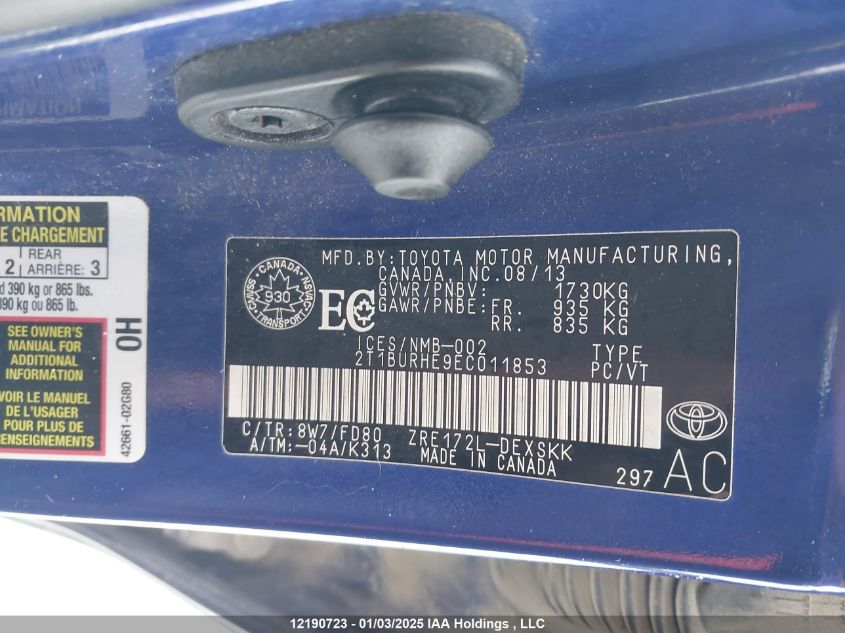 RMATION
E CHARGEMENT
2 REAR ARRIÈRE: 3
d 390 kg or 865 lbs.
390 kg ou 865 lb.
SEE OWNER'S
MANUAL FOR
ADDITIONAL
INFORMATION
VOIR LE MANUEL
DE L'USAGER
POUR PLUS DE
RENSEIGNEMENTS
OH
42661-02G80
MFD.BY:TOYOTA MOTOR MANUFACTURING,
CANADA, INC.08/13
GVWR/PNBV: 1730KG
GAWR/PNBE: FR. 935 KG
RR. 835 KG
CANADA
930
TRANSPORT
EC
ICES/NMB-002
2T1BURHE9EC011853
TYPE
PC/VT
C/TR:8W7/FD80 ZRE172L-DEXSKK
A/TM:-04A/K313 MADE IN CANADA
297 AC
12190723 - 01/03/2025 IAA Holdings , LLC